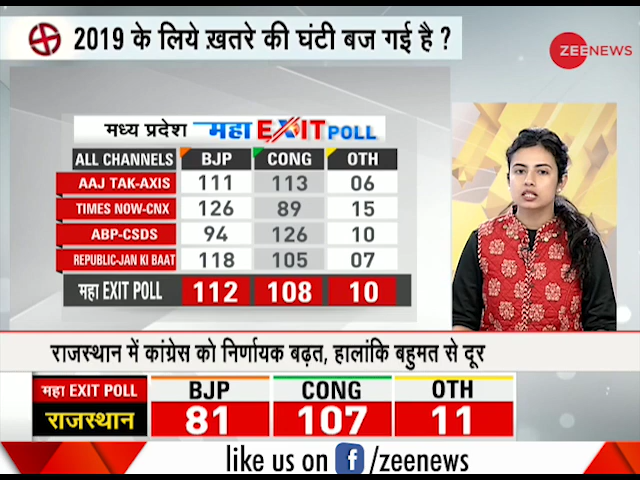 2019 के लिये ख़तरे की घंटी बज गई है ?
ZEENEWS
मध्य प्रदेश महा EXIT POLL
ALL CHANNELS BJP CONG OTH
AAJ TAK-AXIS 111 113 06
TIMES NOW-CNX 126 89 15
ABP-CSDS 94 126 10
REPUBLIC-JAN KI BAAT 118 105 07
महा EXIT POLL 112 108 10
राजस्थान में कांग्रेस को निर्णायक बढ़त, हालांकि बहुमत से दूर
महा EXIT POLL BJP CONG OTH
राजस्थान 81 107 11
like us on f/zeenews